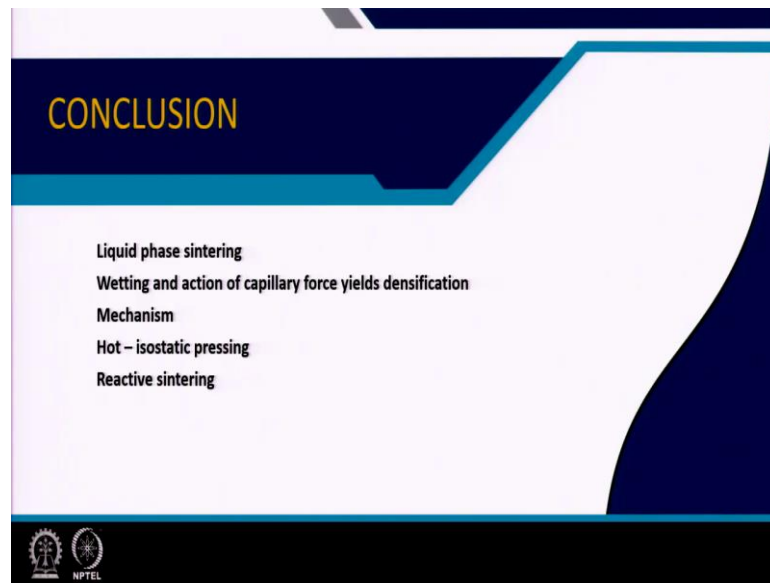 CONCLUSION
Liquid phase sintering
Wetting and action of capillary force yields densification
Mechanism
Hot – isostatic pressing
Reactive sintering
NPTEL